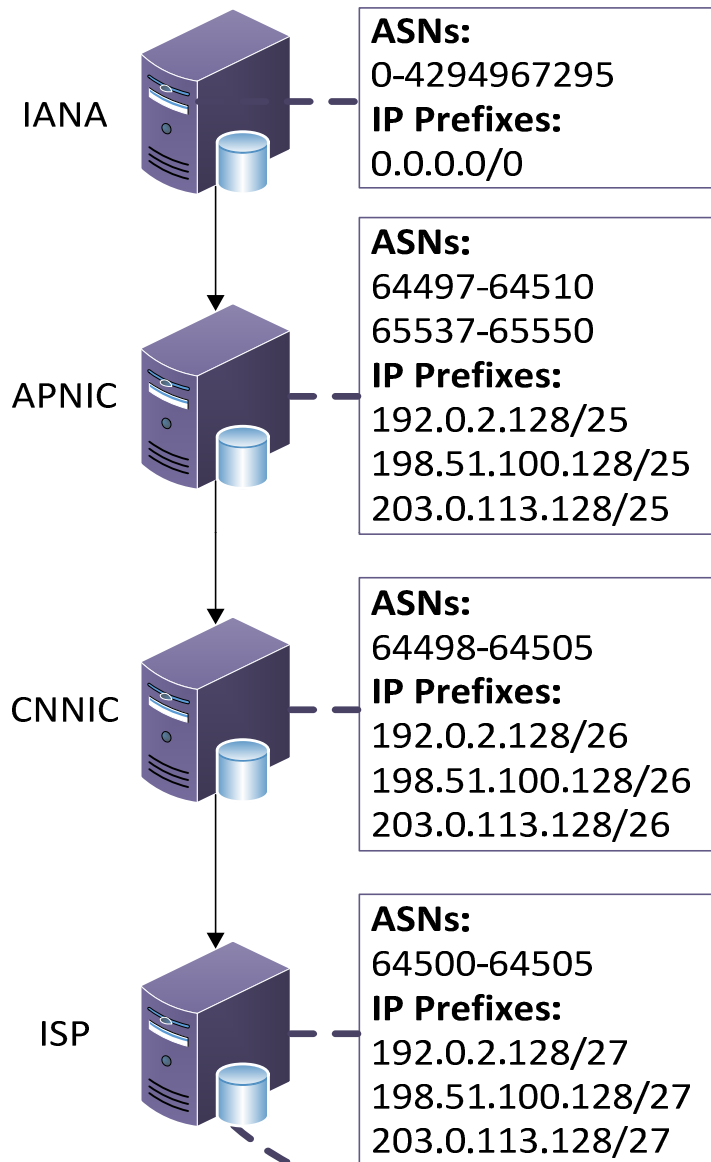 IANA
ASNs:
0-4294967295
IP Prefixes:
0.0.0.0/0
APNIC
ASNs:
64497-64510
65537-65550
IP Prefixes:
192.0.2.128/25
198.51.100.128/25
203.0.113.128/25
CNNIC
ASNs:
64498-64505
IP Prefixes:
192.0.2.128/26
198.51.100.128/26
203.0.113.128/26
ISP
ASNs:
64500-64505
IP Prefixes:
192.0.2.128/27
198.51.100.128/27
203.0.113.128/27